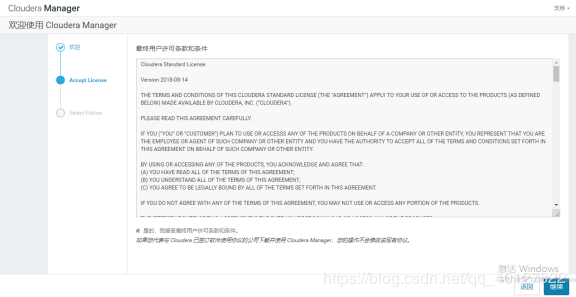 Cloudera Manager
支持
欢迎使用 Cloudera Manager
欢迎
Accept License
Select Edition
最终用户许可条款和条件
Cloudera Standard License
Version 2018-08-14
THE TERMS AND CONDITIONS OF THIS CLOUDERA STANDARD LICENSE (THE "AGREEMENT") APPLY TO YOUR USE OF OR ACCESS TO THE PRODUCTS (AS DEFINED
BELOW) MADE AVAILABLE BY CLOUDERA, INC. ("CLOUDERA").
PLEASE READ THIS AGREEMENT CAREFULLY.
IF YOU ("YOU" OR "CUSTOMER") PLAN TO USE OR ACCESSS ANY OF THE PRODUCTS ON BEHALF OF A COMPANY OR OTHER ENTITY, YOU REPRESENT THAT YOU ARE
THE EMPLOYEE OR AGENT OF SUCH COMPANY OR OTHER ENTITY AND YOU HAVE THE AUTHORITY TO ACCEPT ALL OF THE TERMS AND CONDITIONS SET FORTH IN
THIS AGREEMENT ON BEHALF OF SUCH COMPANY OR OTHER ENTITY.
BY USING OR ACCESSING ANY OF THE PRODUCTS, YOU ACKNOWLEDGE AND AGREE THAT:
(A) YOU HAVE READ ALL OF THE TERMS OF THIS AGREEMENT;
(B) YOU UNDERSTAND ALL OF THE TERMS OF THIS AGREEMENT;
(C) YOU AGREE TO BE LEGALLY BOUND BY ALL OF THE TERMS SET FORTH IN THIS AGREEMENT.
IF YOU DO NOT AGREE WITH ANY OF THE TERMS OF THIS AGREEMENT, YOU MAY NOT USE OR ACCESS ANY PORTION OF THE PRODUCTS.
是的，我接受最终用户许可条款和条件。
如果您代表与 Cloudera 已签订软件使用协议的公司下载并使用 Cloudera Manager，您的操作不会修改该现有协议。
激活 Windows
返回
继续